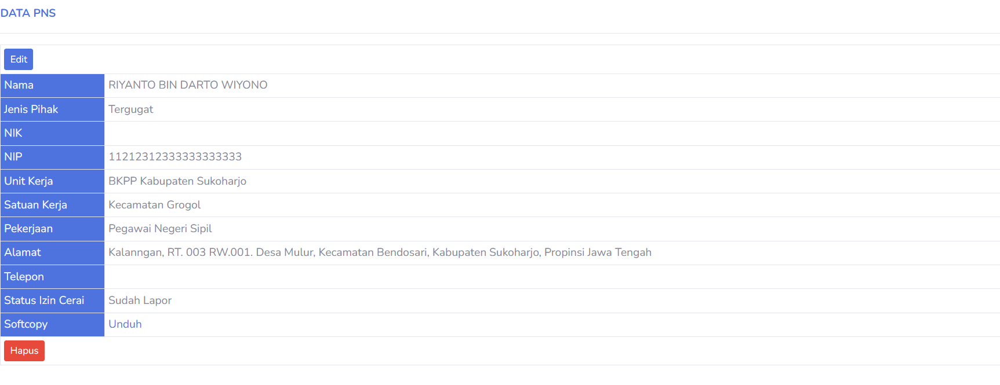 DATA PNS
Edit
Nama RIYANTO BIN DARTO WIYONO
Jenis Pihak Tergugat
NIK
NIP 11212312333333333333
Unit Kerja BKPP Kabupaten Sukoharjo
Satuan Kerja Kecamatan Grogol
Pekerjaan Pegawai Negeri Sipil
Alamat Kalanngan, RT. 003 RW.001. Desa Mulur, Kecamatan Bendosari, Kabupaten Sukoharjo, Propinsi Jawa Tengah
Telepon
Status Izin Cerai Sudah Lapor
Softcopy Unduh
Hapus